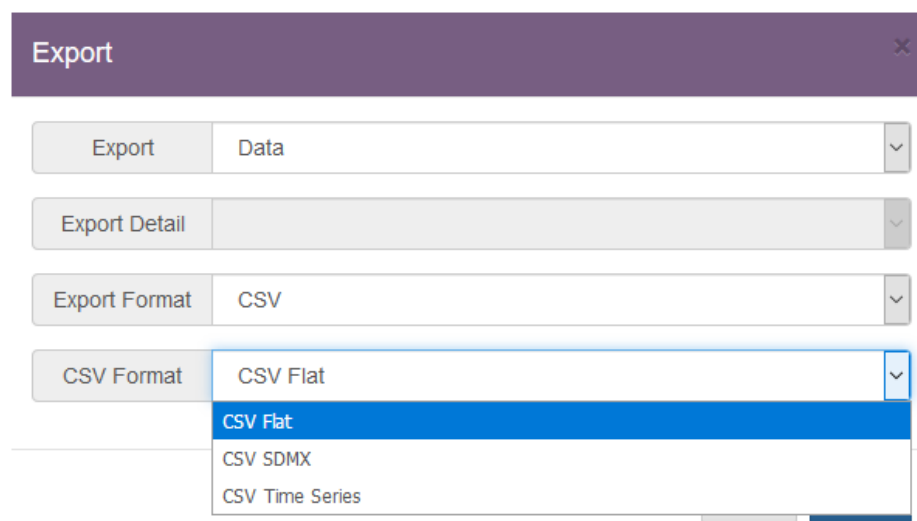 Export ×
Export Data
Export Detail
Export Format CSV
CSV Format CSV Flat
CSV Flat
CSV SDMX
CSV Time Series